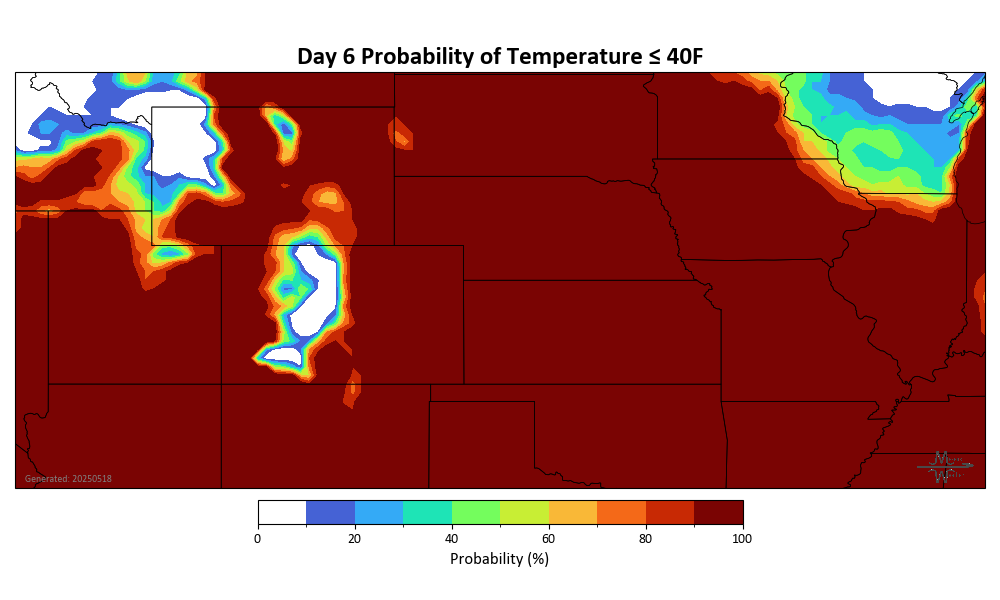 Day 6 Probability of Temperature ≤ 40F
Generated: 20250518
0 20 40 60 80 100
Probability (%)